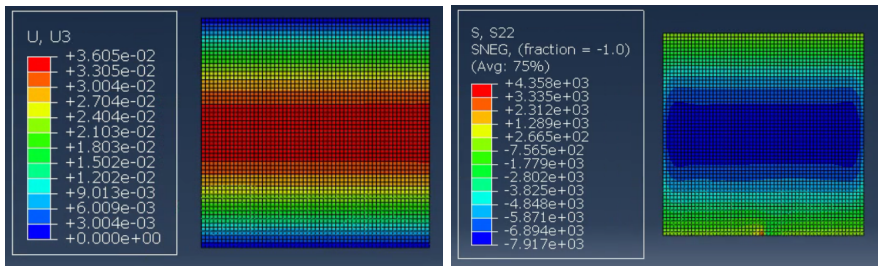 U, U3
+3.605e-02
+3.305e-02
+3.004e-02
+2.704e-02
+2.404e-02
+2.103e-02
+1.803e-02
+1.502e-02
+1.202e-02
+9.013e-03
+6.009e-03
+3.004e-03
+0.000e+00
S, S22
SNEG, (fraction = -1.0)
(Avg: 75%)
+4.358e+03
+3.335e+03
+2.312e+03
+1.289e+03
+2.665e+02
-7.565e+02
-1.779e+03
-2.802e+03
-3.825e+03
-4.848e+03
-5.871e+03
-6.894e+03
-7.917e+03